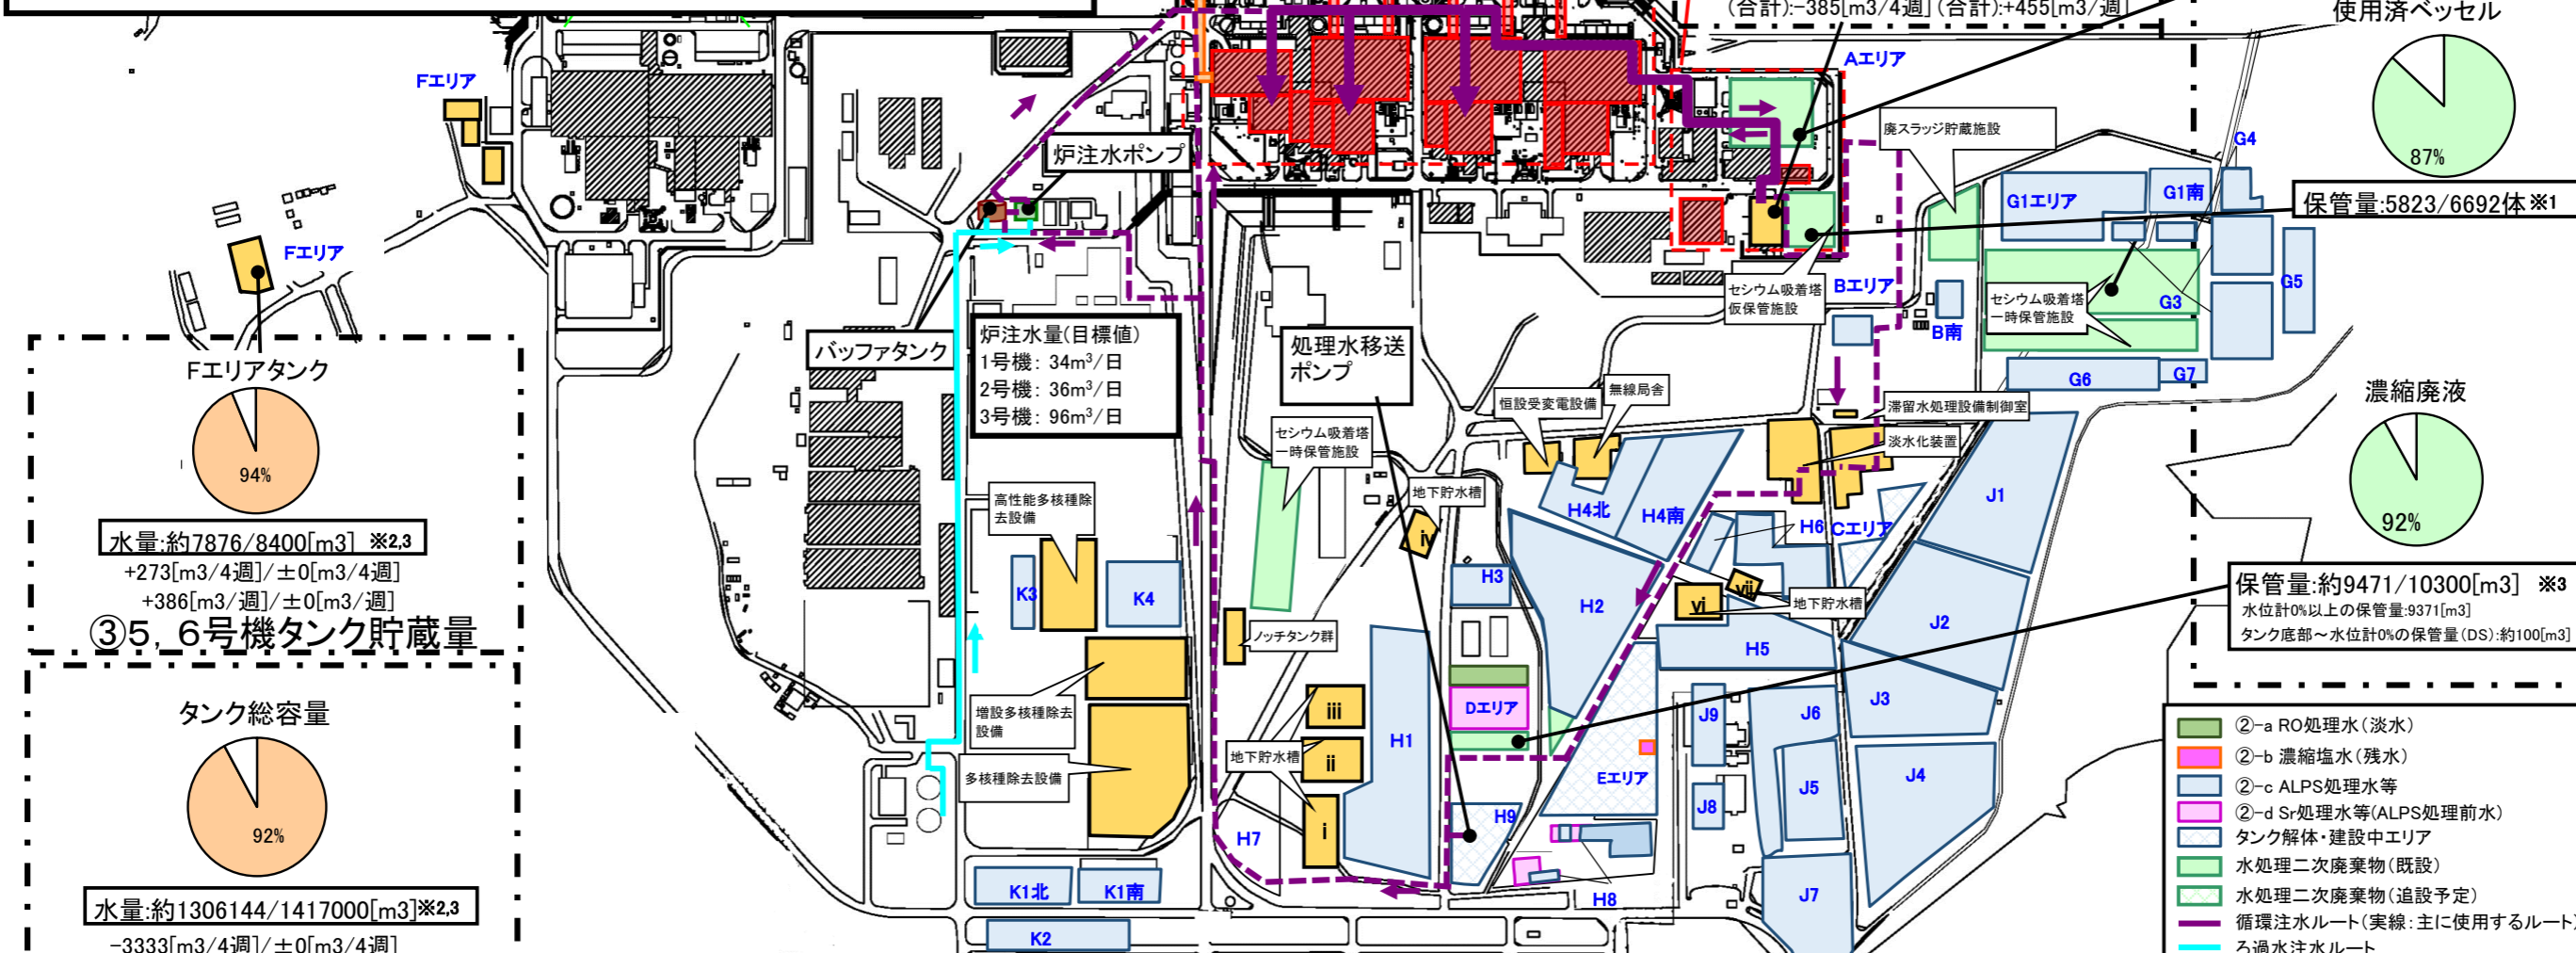 (合計):-385[m3/4週] (合計):+455[m3/週]
使用済ベッセル
87%
保管量:5823/6692体※1
Fエリア
Fエリア
Aエリア
廃スラッジ貯蔵施設
G4
G1エリア
G1南
炉注水ポンプ
セシウム吸着塔
仮保管施設
Bエリア
B南
セシウム吸着塔
一時保管施設
G3
G5
G6
G7
Fエリアタンク
94%
水量:約7876/8400[m3] ※2,3
+273[m3/4週]/±0[m3/4週]
+386[m3/週]/±0[m3/週]
③5, 6号機タンク貯蔵量
バッファタンク
炉注水量(目標値)
1号機: 34m³/日
2号機: 36m³/日
3号機: 96m³/日
処理水移送
ポンプ
恒設受変電設備
無線局舎
滞留水処理設備制御室
淡水化装置
濃縮廃液
92%
保管量:約9471/10300[m3] ※3
水位計0%以上の保管量:9371[m3]
タンク底部～水位計0%の保管量(DS):約100[m3]
セシウム吸着塔
一時保管施設
高性能多核種除
去設備
地下貯水槽
iv
H4北
H4南
H6
Cエリア
J1
K3
K4
H3
H2
vi
vii
地下貯水槽
J2
ノッチタンク群
H5
タンク総容量
92%
水量:約1306144/1417000[m3]※2,3
-3333[m3/4週]/±0[m3/4週]
増設多核種除去
設備
多核種除去設備
地下貯水槽
iii
ii
i
H1
Dエリア
Eエリア
J9
J6
J3
J8
J5
J4
H7
H9
H8
J7
K1北
K1南
K2
②-a RO処理水(淡水)
②-b 濃縮塩水(残水)
②-c ALPS処理水等
②-d Sr処理水等(ALPS処理前水)
タンク解体・建設中エリア
水処理二次廃棄物(既設)
水処理二次廃棄物(追設予定)
循環注水ルート(実線:主に使用するルート)
ろ過水注水ルート